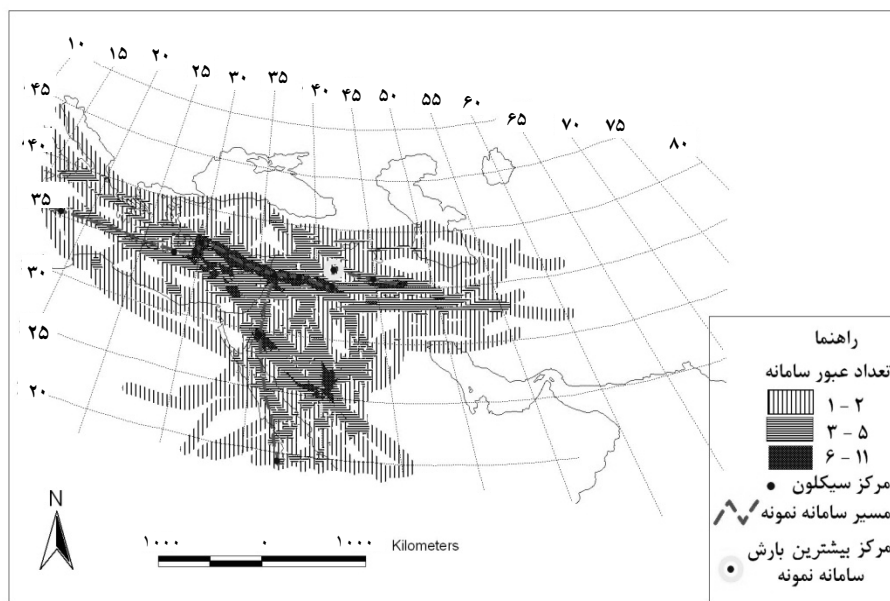 ۱۰ ۱۵ ۲۰ ۲۵ ۳۰ ۳۵ ۴۰ ۴۵ ۵۰ ۵۵ ۶۰ ۶۵ ۷۰ ۷۵ ۸۰
۴۵
۴۰
۳۵
۳۰
۲۵
۲۰
N
۱۰۰۰ ۰ ۱۰۰۰ Kilometers
راهنما
تعداد عبور سامانه
۱ - ۲
۳ - ۵
۶ - ۱۱
مرکز سیکلون
مسیر سامانه نمونه
مرکز بیشترین بارش
سامانه نمونه